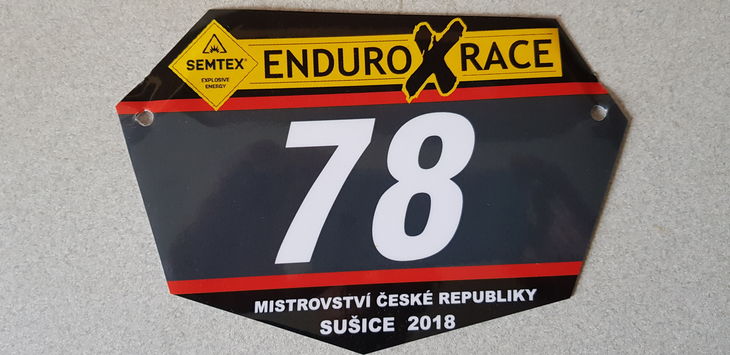 SEMTEX®
EXPLOSIVE
ENERGY
ENDURO X RACE
78
MISTROVSTVÍ ČESKÉ REPUBLIKY
SUŠICE 2018